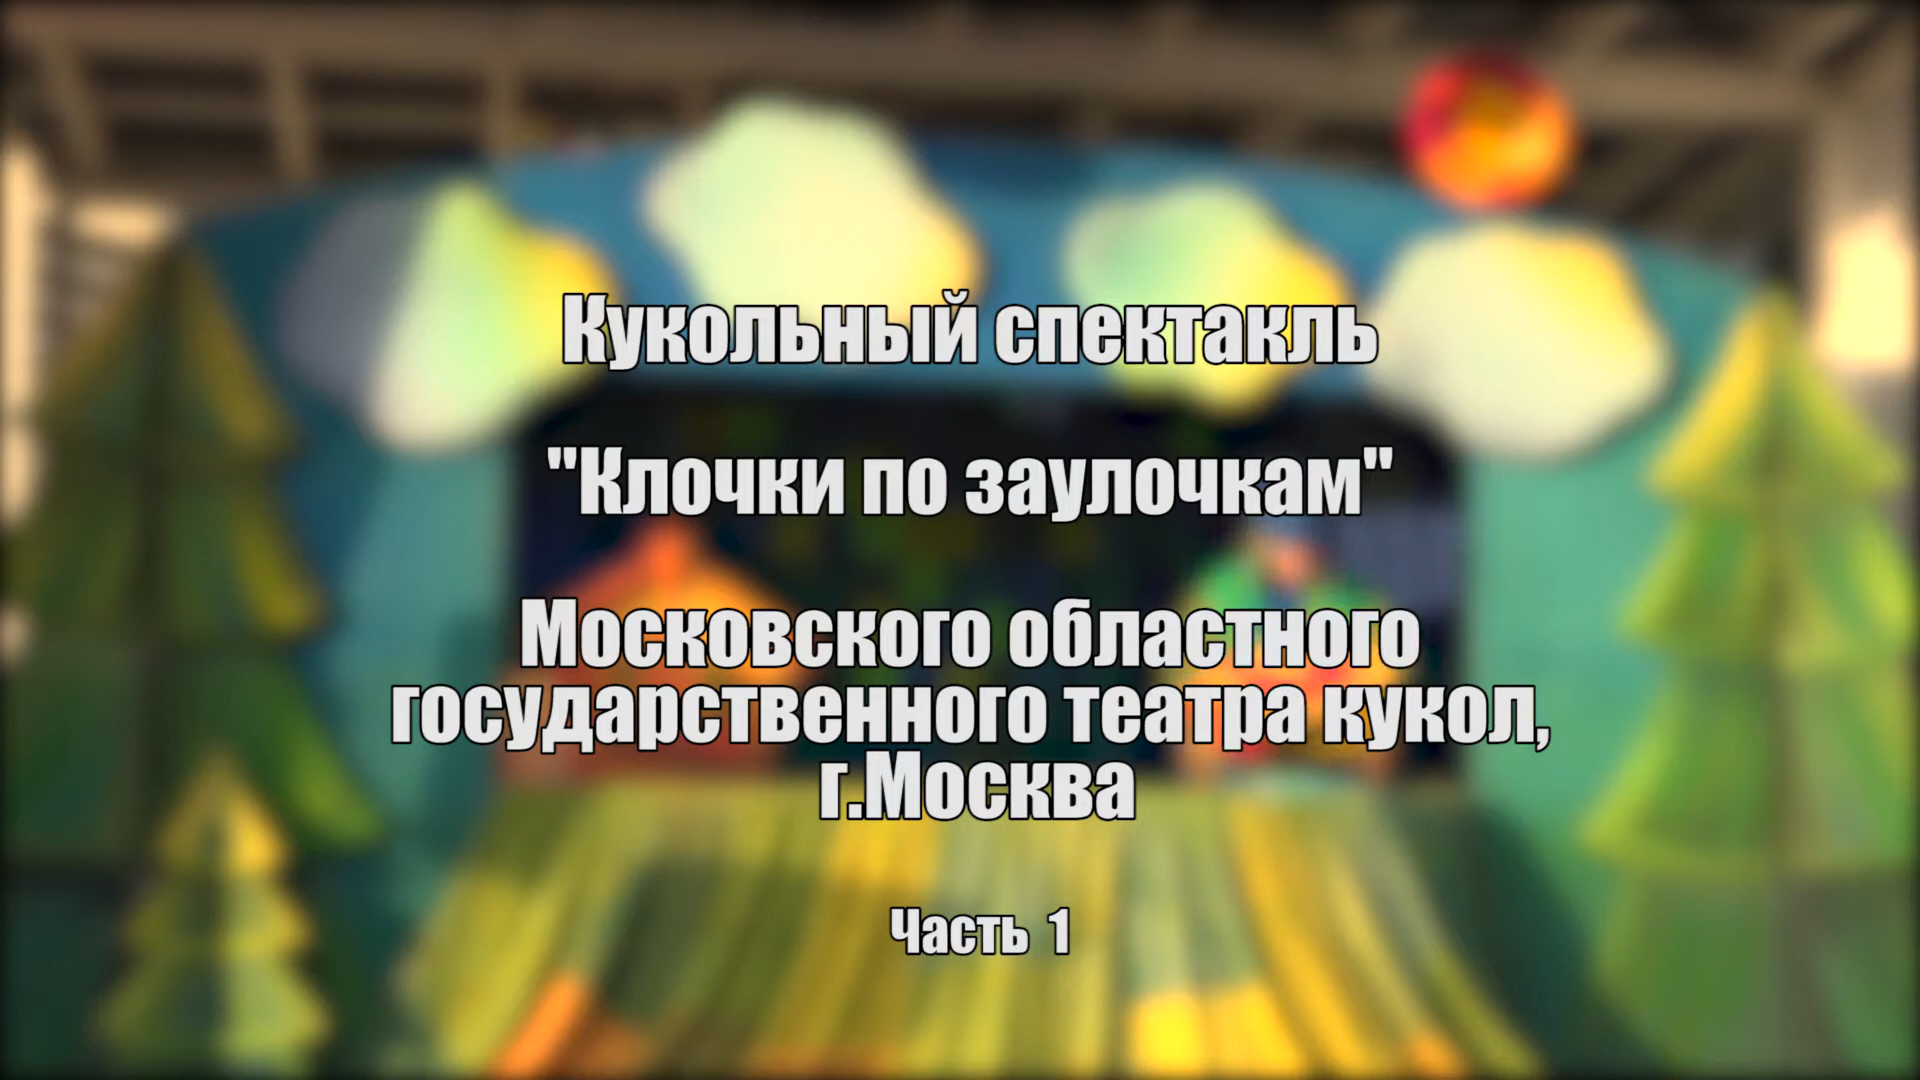 Кукольный спектакль
"Клочки по заулочкам"
Московского областного
государственного театра кукол,
г.Москва
Часть 1